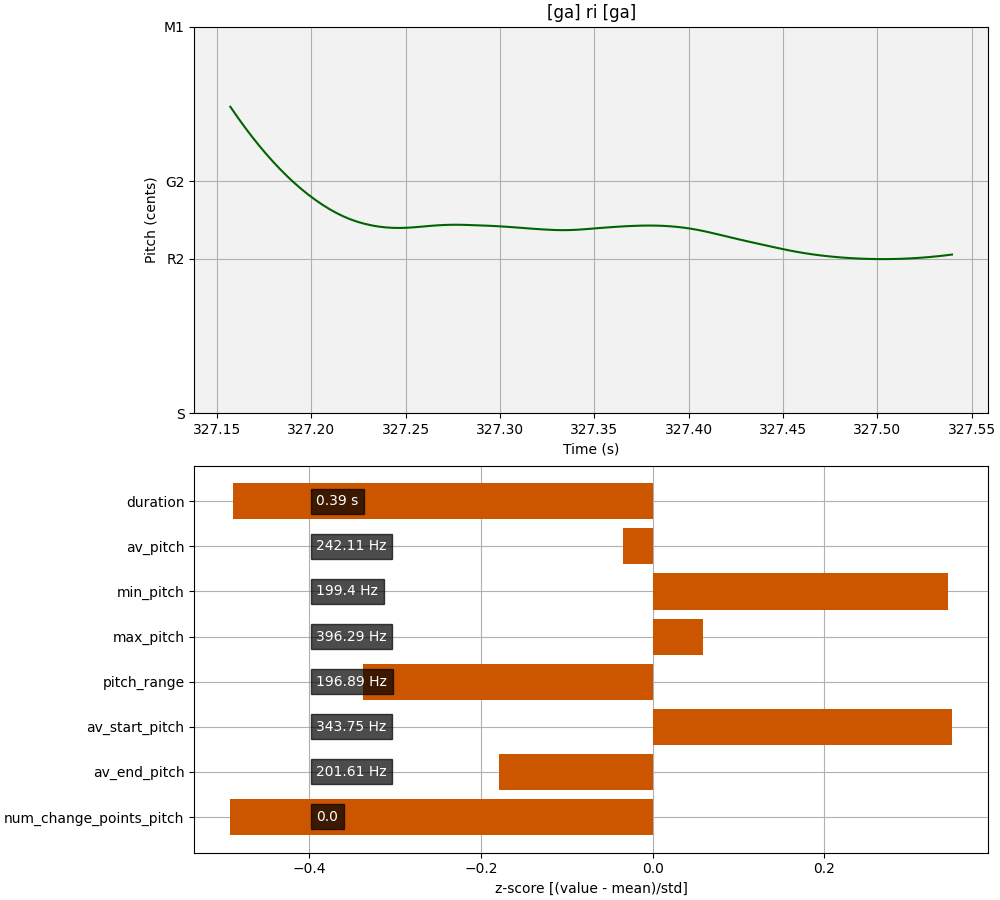 [ga] ri [ga]
M1
G2
R2
S
Pitch (cents)
327.15 327.20 327.25 327.30 327.35 327.40 327.45 327.50 327.55
Time (s)
duration 0.39 s
av_pitch 242.11 Hz
min_pitch 199.4 Hz
max_pitch 396.29 Hz
pitch_range 196.89 Hz
av_start_pitch 343.75 Hz
av_end_pitch 201.61 Hz
num_change_points_pitch 0.0
−0.4 −0.2 0.0 0.2
z-score [(value - mean)/std]